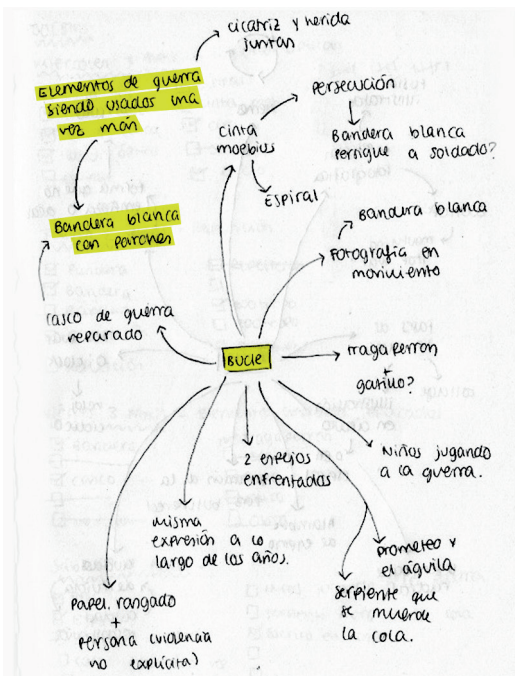 cicatriz y herida
juntas
Elementos de guerra
siendo usados una
vez más
Persecución
Cinta
moebius
Bandera blanca
persigue a soldado?
Espiral
Bandera blanca
con parches
Bandera blanca
Fotografía en
movimiento
casco de guerra
reparado
BUCLE
tragaperras
+
gatillo?
2 espejos
enfrentados
Niños jugando
a la guerra.
misma
expresión a lo
largo de los años.
Prometeo y
el águila
serpiente que
se muerde
la cola.
Papel rasgado
+
Persona (violencia
no explícita)